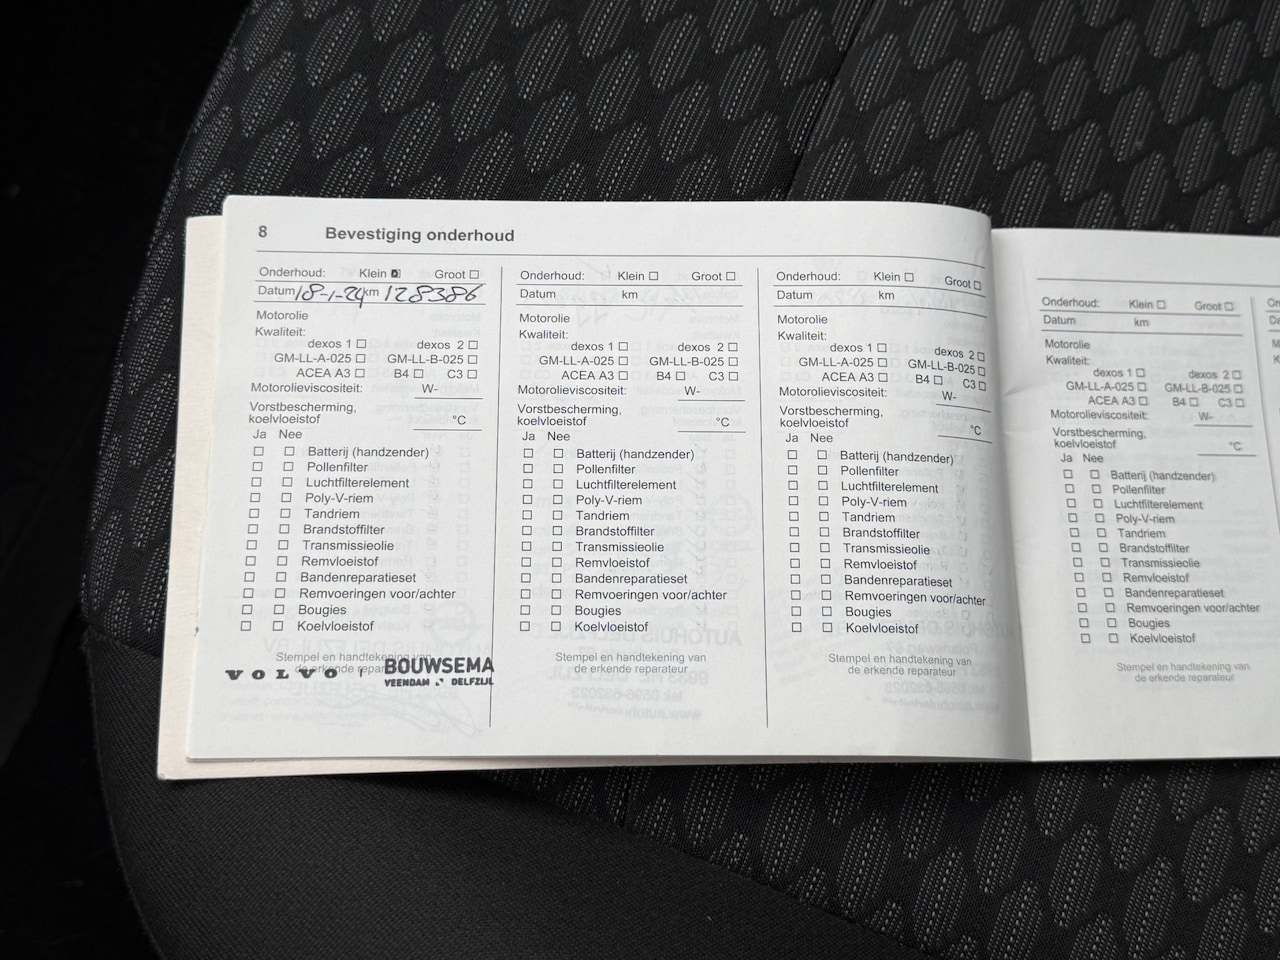 8 Bevestiging onderhoud
Onderhoud: Klein ☒ Groot ☐
Datum 18-1-24 km 128386
Motorolie
Kwaliteit:
dexos 1 ☐ dexos 2 ☐
GM-LL-A-025 ☐ GM-LL-B-025 ☐
ACEA A3 ☐ B4 ☐ C3 ☐
Motorolieviscositeit: W-
Vorstbescherming,
koelvloeistof °C
Ja Nee
☐ ☐ Batterij (handzender)
☐ ☐ Pollenfilter
☐ ☐ Luchtfilterelement
☐ ☐ Poly-V-riem
☐ ☐ Tandriem
☐ ☐ Brandstoffilter
☐ ☐ Transmissieolie
☐ ☐ Remvloeistof
☐ ☐ Bandenreparatieset
☐ ☐ Remvoeringen voor/achter
☐ ☐ Bougies
☐ ☐ Koelvloeistof
Stempel en handtekening van
de erkende reparateur
VOLVO BOUWSEMA
VEENDAM DELFZIJL
Onderhoud: Klein ☐ Groot ☐
Datum km
Motorolie
Kwaliteit:
dexos 1 ☐ dexos 2 ☐
GM-LL-A-025 ☐ GM-LL-B-025 ☐
ACEA A3 ☐ B4 ☐ C3 ☐
Motorolieviscositeit: W-
Vorstbescherming,
koelvloeistof °C
Ja Nee
☐ ☐ Batterij (handzender)
☐ ☐ Pollenfilter
☐ ☐ Luchtfilterelement
☐ ☐ Poly-V-riem
☐ ☐ Tandriem
☐ ☐ Brandstoffilter
☐ ☐ Transmissieolie
☐ ☐ Remvloeistof
☐ ☐ Bandenreparatieset
☐ ☐ Remvoeringen voor/achter
☐ ☐ Bougies
☐ ☐ Koelvloeistof
Stempel en handtekening van
de erkende reparateur
Onderhoud: Klein ☐ Groot ☐
Datum km
Motorolie
Kwaliteit:
dexos 1 ☐ dexos 2 ☐
GM-LL-A-025 ☐ GM-LL-B-025 ☐
ACEA A3 ☐ B4 ☐ C3 ☐
Motorolieviscositeit: W-
Vorstbescherming,
koelvloeistof °C
Ja Nee
☐ ☐ Batterij (handzender)
☐ ☐ Pollenfilter
☐ ☐ Luchtfilterelement
☐ ☐ Poly-V-riem
☐ ☐ Tandriem
☐ ☐ Brandstoffilter
☐ ☐ Transmissieolie
☐ ☐ Remvloeistof
☐ ☐ Bandenreparatieset
☐ ☐ Remvoeringen voor/achter
☐ ☐ Bougies
☐ ☐ Koelvloeistof
Stempel en handtekening van
de erkende reparateur
Onderhoud: Klein ☐ Groot ☐
Datum km
Motorolie
Kwaliteit:
dexos 1 ☐ dexos 2 ☐
GM-LL-A-025 ☐ GM-LL-B-025 ☐
ACEA A3 ☐ B4 ☐ C3 ☐
Motorolieviscositeit: W-
Vorstbescherming,
koelvloeistof °C
Ja Nee
☐ ☐ Batterij (handzender)
☐ ☐ Pollenfilter
☐ ☐ Luchtfilterelement
☐ ☐ Poly-V-riem
☐ ☐ Tandriem
☐ ☐ Brandstoffilter
☐ ☐ Transmissieolie
☐ ☐ Remvloeistof
☐ ☐ Bandenreparatieset
☐ ☐ Remvoeringen voor/achter
☐ ☐ Bougies
☐ ☐ Koelvloeistof
Stempel en handtekening van
de erkende reparateur